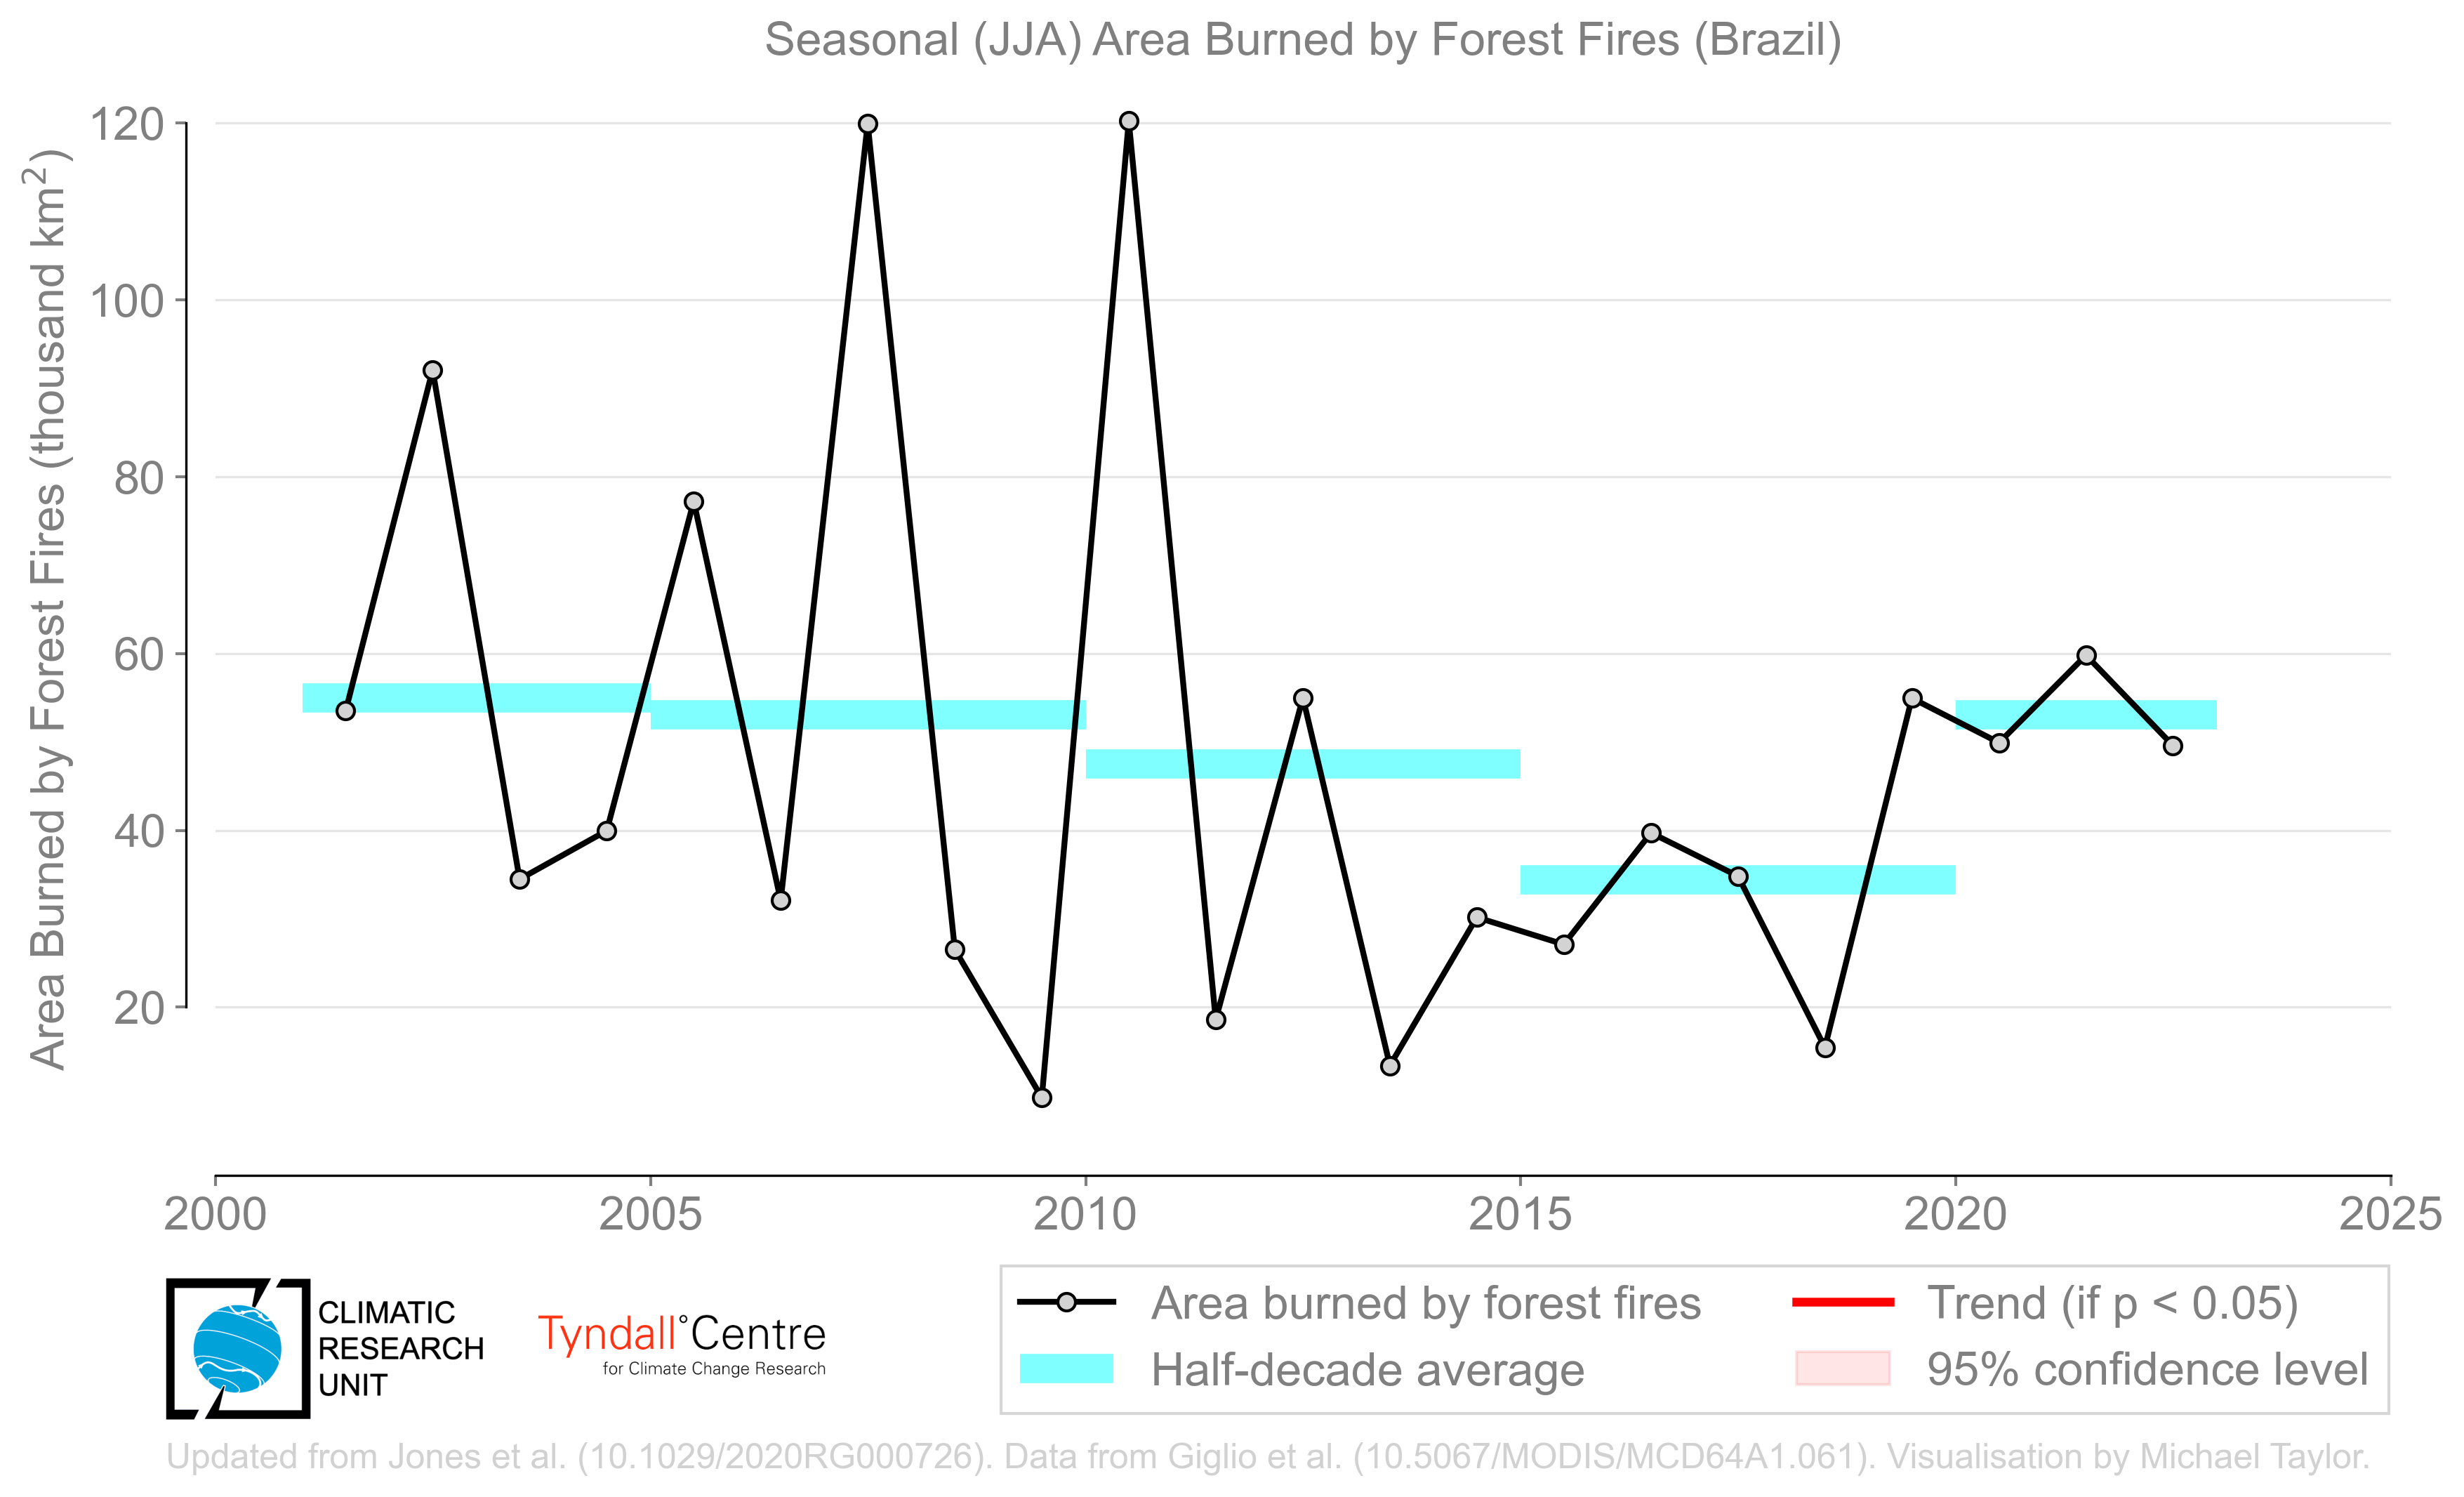 Seasonal (JJA) Area Burned by Forest Fires (Brazil)
Area Burned by Forest Fires (thousand km²)
120
100
80
60
40
20
2000
2005
2010
2015
2020
2025
CLIMATIC
RESEARCH
UNIT
Tyndall°Centre
for Climate Change Research
Area burned by forest fires
Half-decade average
Trend (if p < 0.05)
95% confidence level
Updated from Jones et al. (10.1029/2020RG000726). Data from Giglio et al. (10.5067/MODIS/MCD64A1.061). Visualisation by Michael Taylor.